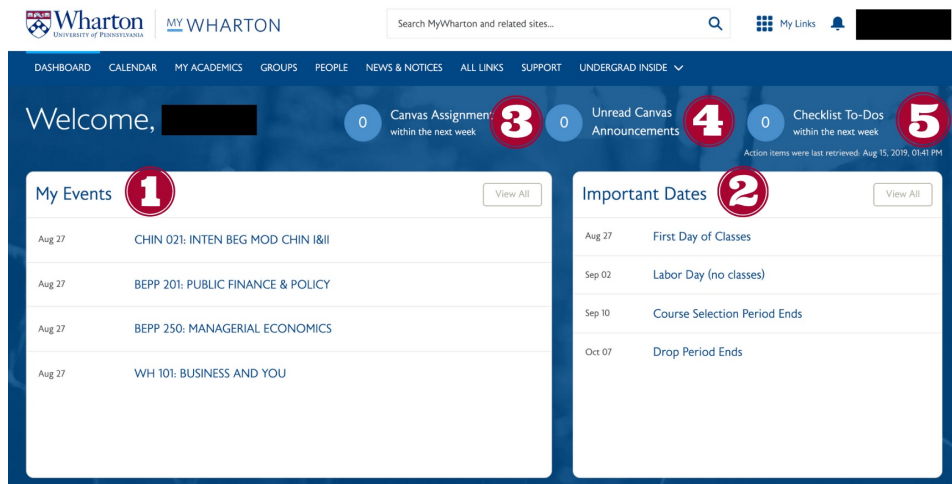 Wharton
UNIVERSITY of PENNSYLVANIA
MY WHARTON
Search MyWharton and related sites...
My Links
DASHBOARD CALENDAR MY ACADEMICS GROUPS PEOPLE NEWS & NOTICES ALL LINKS SUPPORT UNDERGRAD INSIDE
Welcome,
0 Canvas Assignment
within the next week
3
0 Unread Canvas
Announcements
4
0 Checklist To-Dos
within the next week
5
Action items were last retrieved: Aug 15, 2019, 01:41 PM
My Events 1 View All
Aug 27 CHIN 021: INTEN BEG MOD CHIN I&II
Aug 27 BEPP 201: PUBLIC FINANCE & POLICY
Aug 27 BEPP 250: MANAGERIAL ECONOMICS
Aug 27 WH 101: BUSINESS AND YOU
Important Dates 2 View All
Aug 27 First Day of Classes
Sep 02 Labor Day (no classes)
Sep 10 Course Selection Period Ends
Oct 07 Drop Period Ends